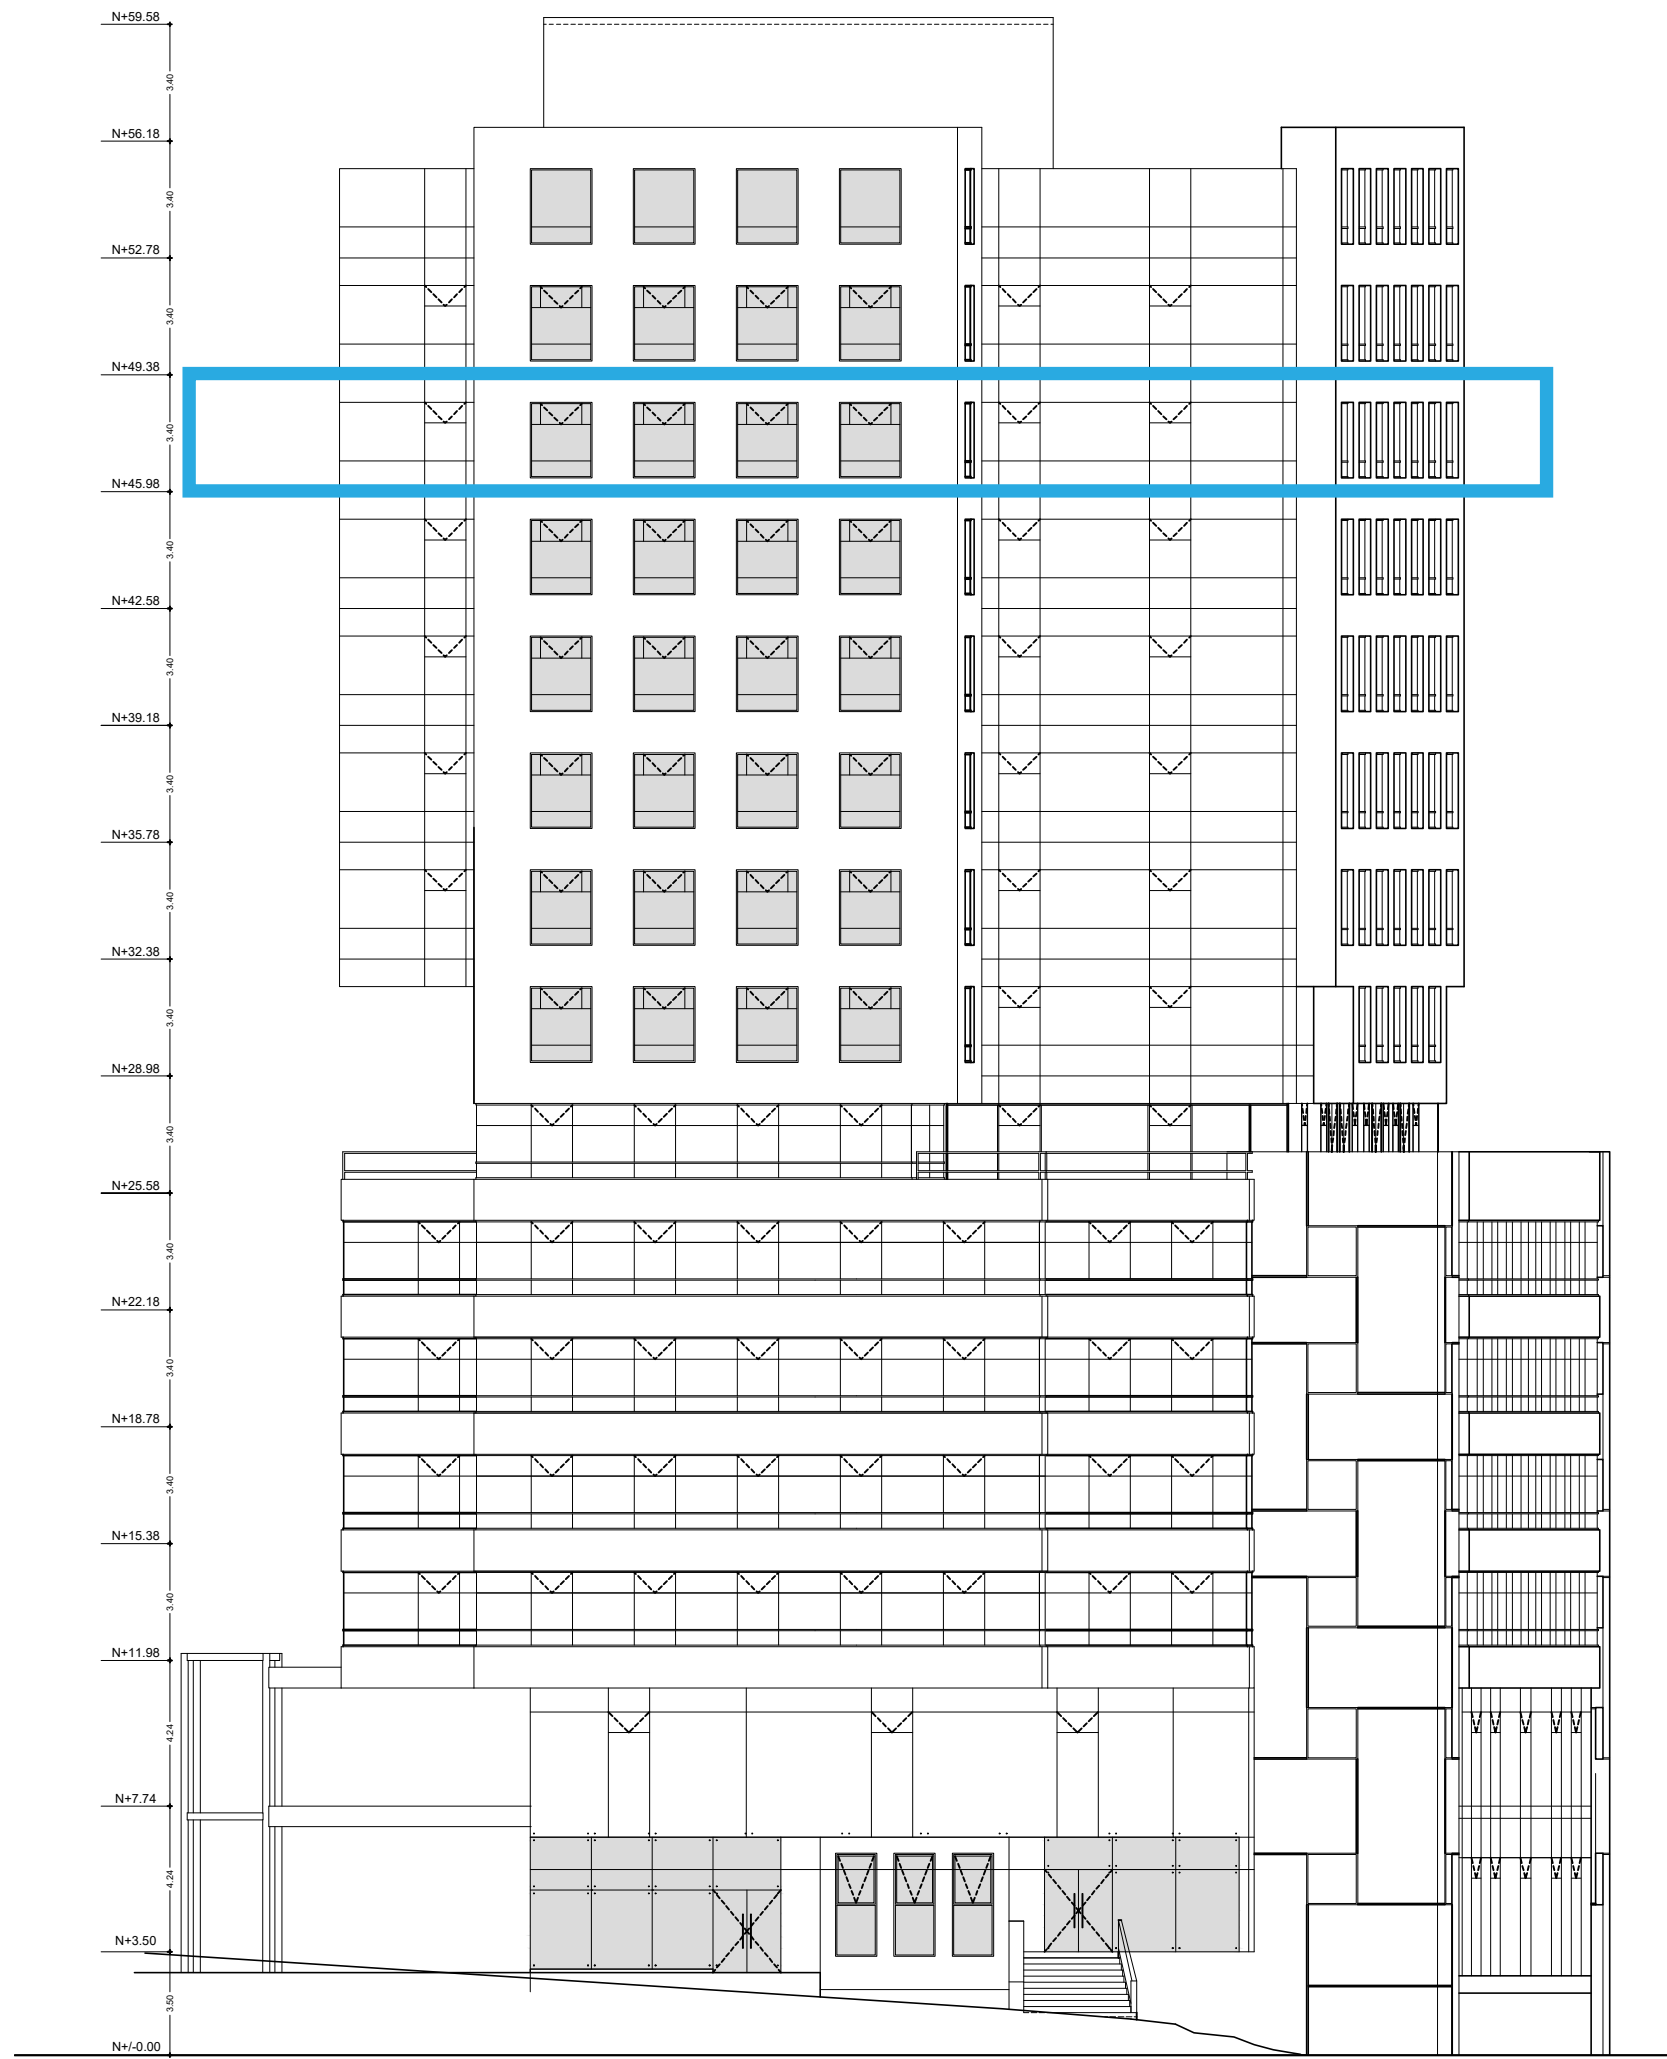 N+59.58
3.40
N+56.18
3.40
N+52.78
3.40
N+49.38
3.40
N+45.98
3.40
N+42.58
3.40
N+39.18
3.40
N+35.78
3.40
N+32.38
3.40
N+28.98
3.40
N+25.58
3.40
N+22.18
3.40
N+18.78
3.40
N+15.38
3.40
N+11.98
4.24
N+7.74
4.24
N+3.50
3.50
N+/-0.00